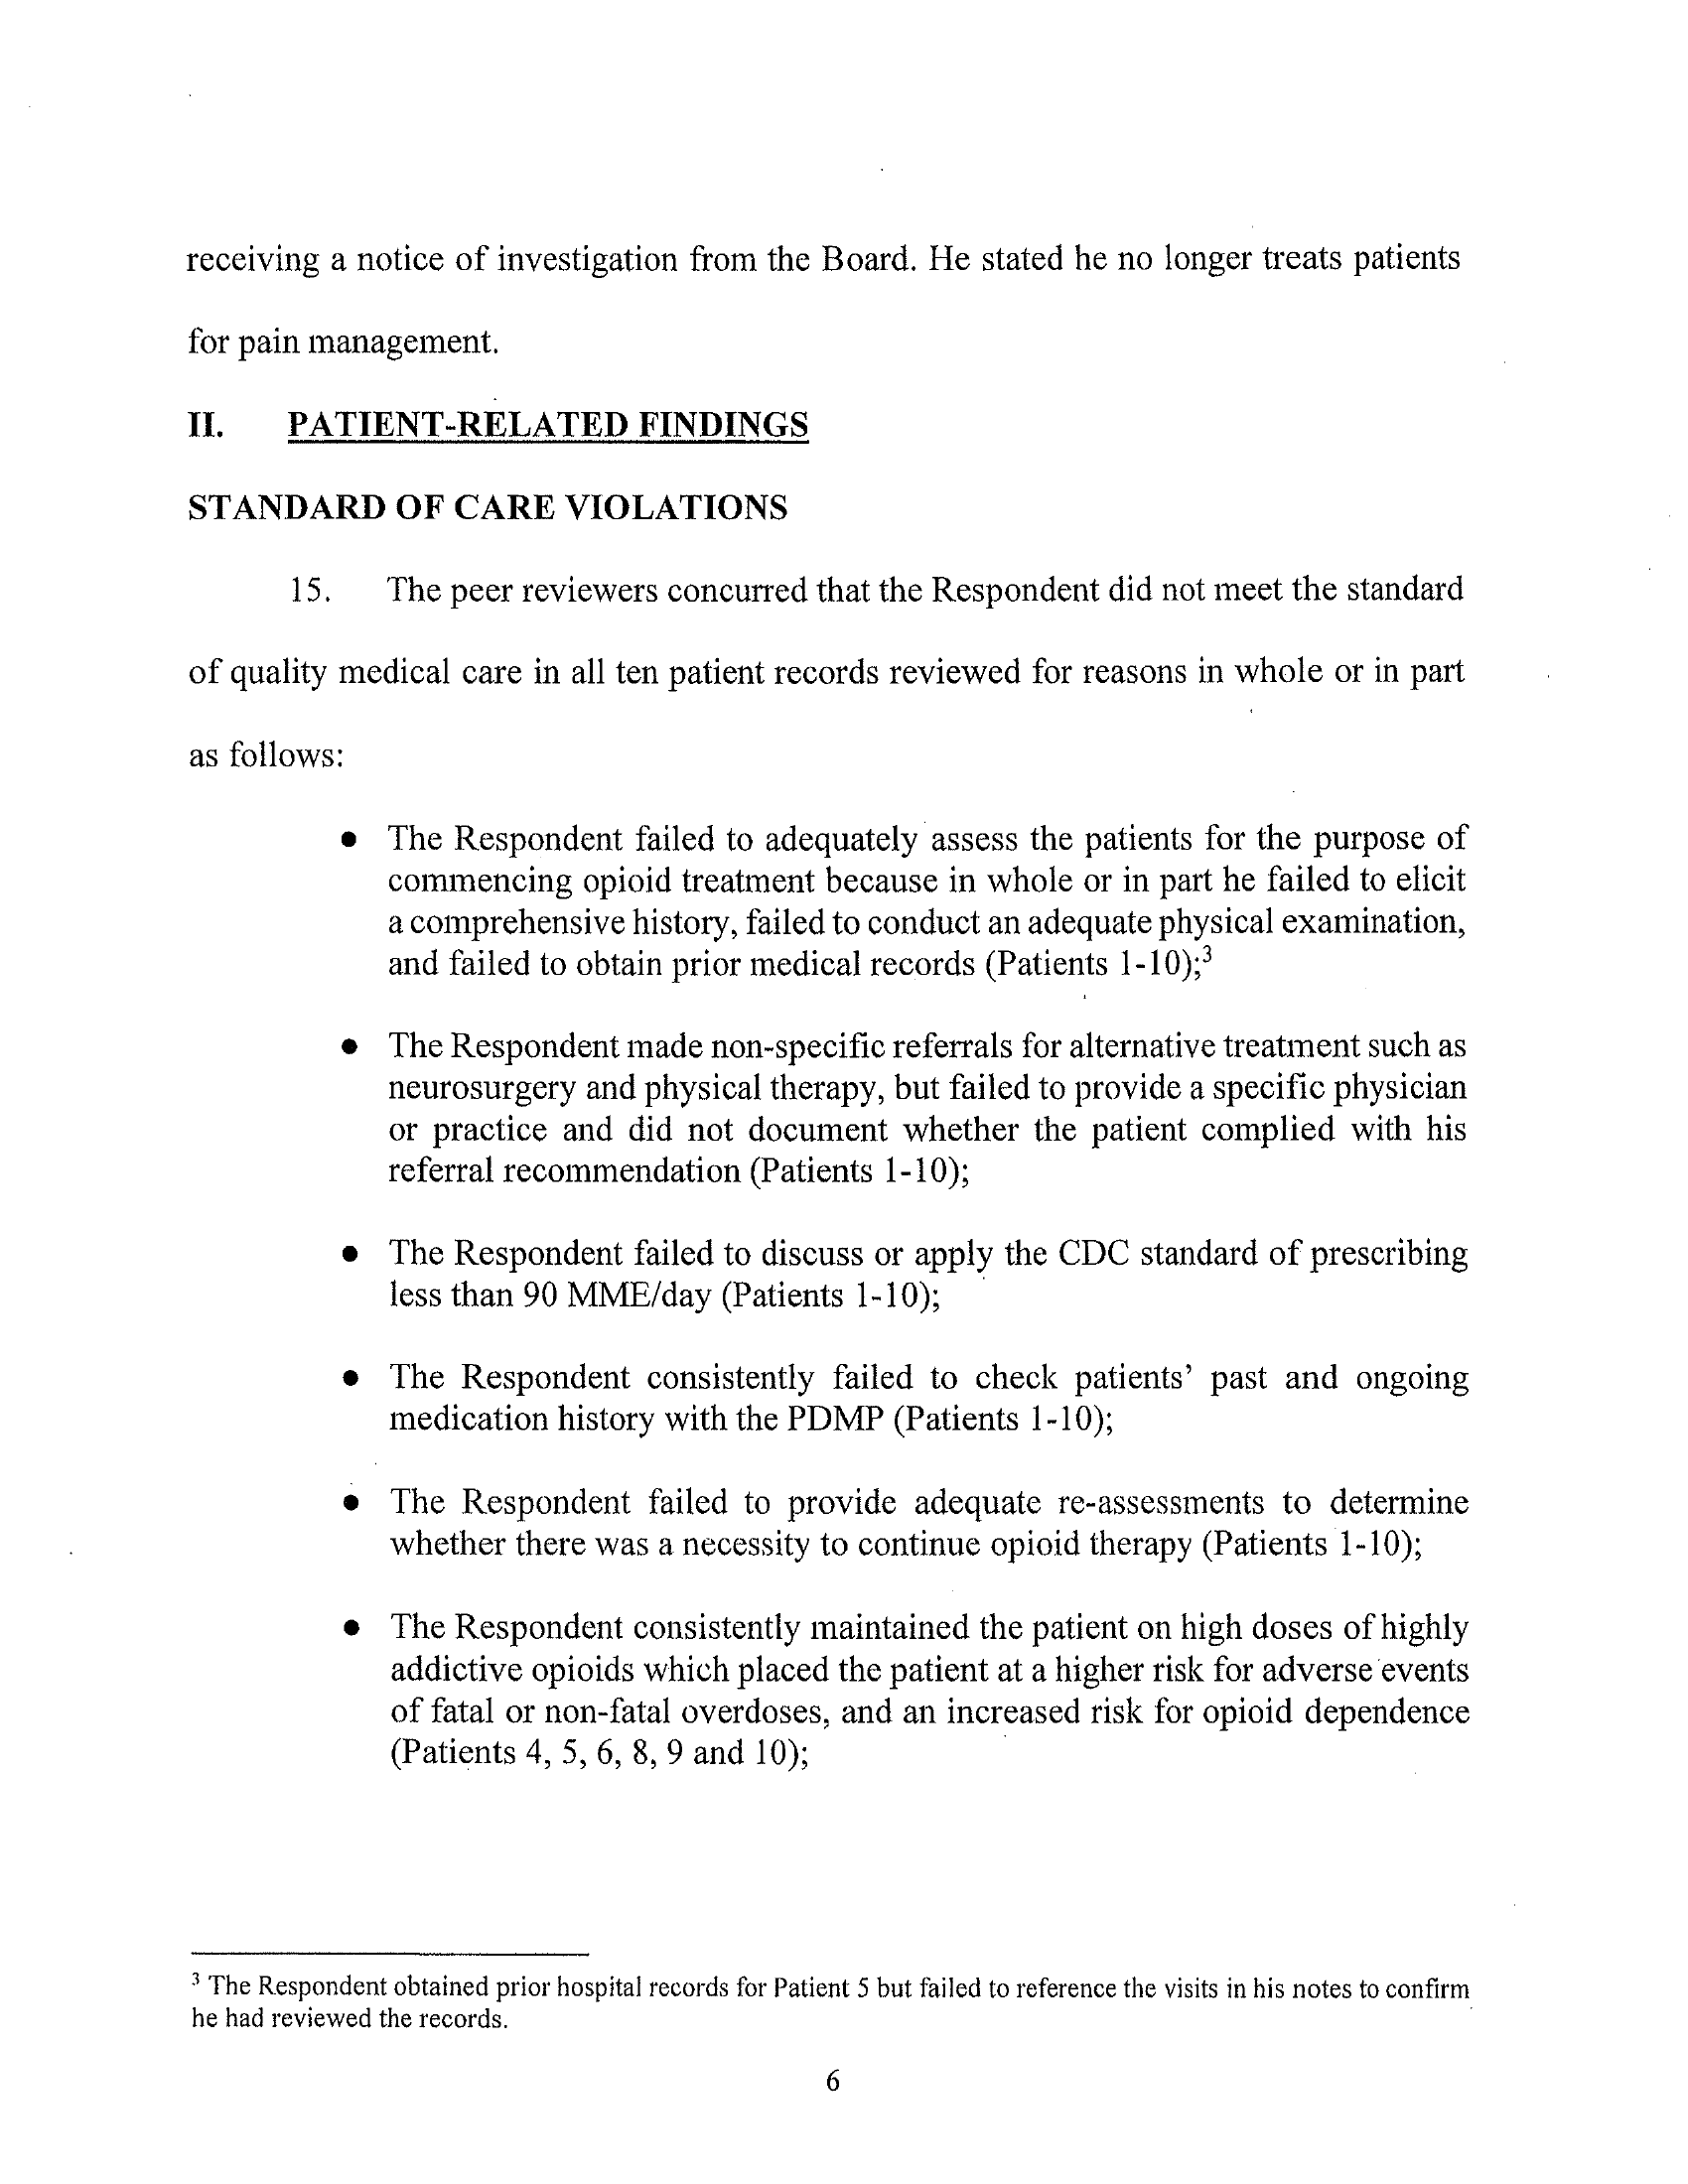 receiving a notice of investigation from the Board. He stated he no longer treats patients
for pain management.
II. PATIENT-RELATED FINDINGS
STANDARD OF CARE VIOLATIONS
15. The peer reviewers concurred that the Respondent did not meet the standard
of quality medical care in all ten patient records reviewed for reasons in whole or in part
as follows:
● The Respondent failed to adequately assess the patients for the purpose of
commencing opioid treatment because in whole or in part he failed to elicit
a comprehensive history, failed to conduct an adequate physical examination,
and failed to obtain prior medical records (Patients 1-10);³
● The Respondent made non-specific referrals for alternative treatment such as
neurosurgery and physical therapy, but failed to provide a specific physician
or practice and did not document whether the patient complied with his
referral recommendation (Patients 1-10);
● The Respondent failed to discuss or apply the CDC standard of prescribing
less than 90 MME/day (Patients 1-10);
● The Respondent consistently failed to check patients’ past and ongoing
medication history with the PDMP (Patients 1-10);
● The Respondent failed to provide adequate re-assessments to determine
whether there was a necessity to continue opioid therapy (Patients 1-10);
● The Respondent consistently maintained the patient on high doses of highly
addictive opioids which placed the patient at a higher risk for adverse events
of fatal or non-fatal overdoses, and an increased risk for opioid dependence
(Patients 4, 5, 6, 8, 9 and 10);
³ The Respondent obtained prior hospital records for Patient 5 but failed to reference the visits in his notes to confirm
he had reviewed the records.
6